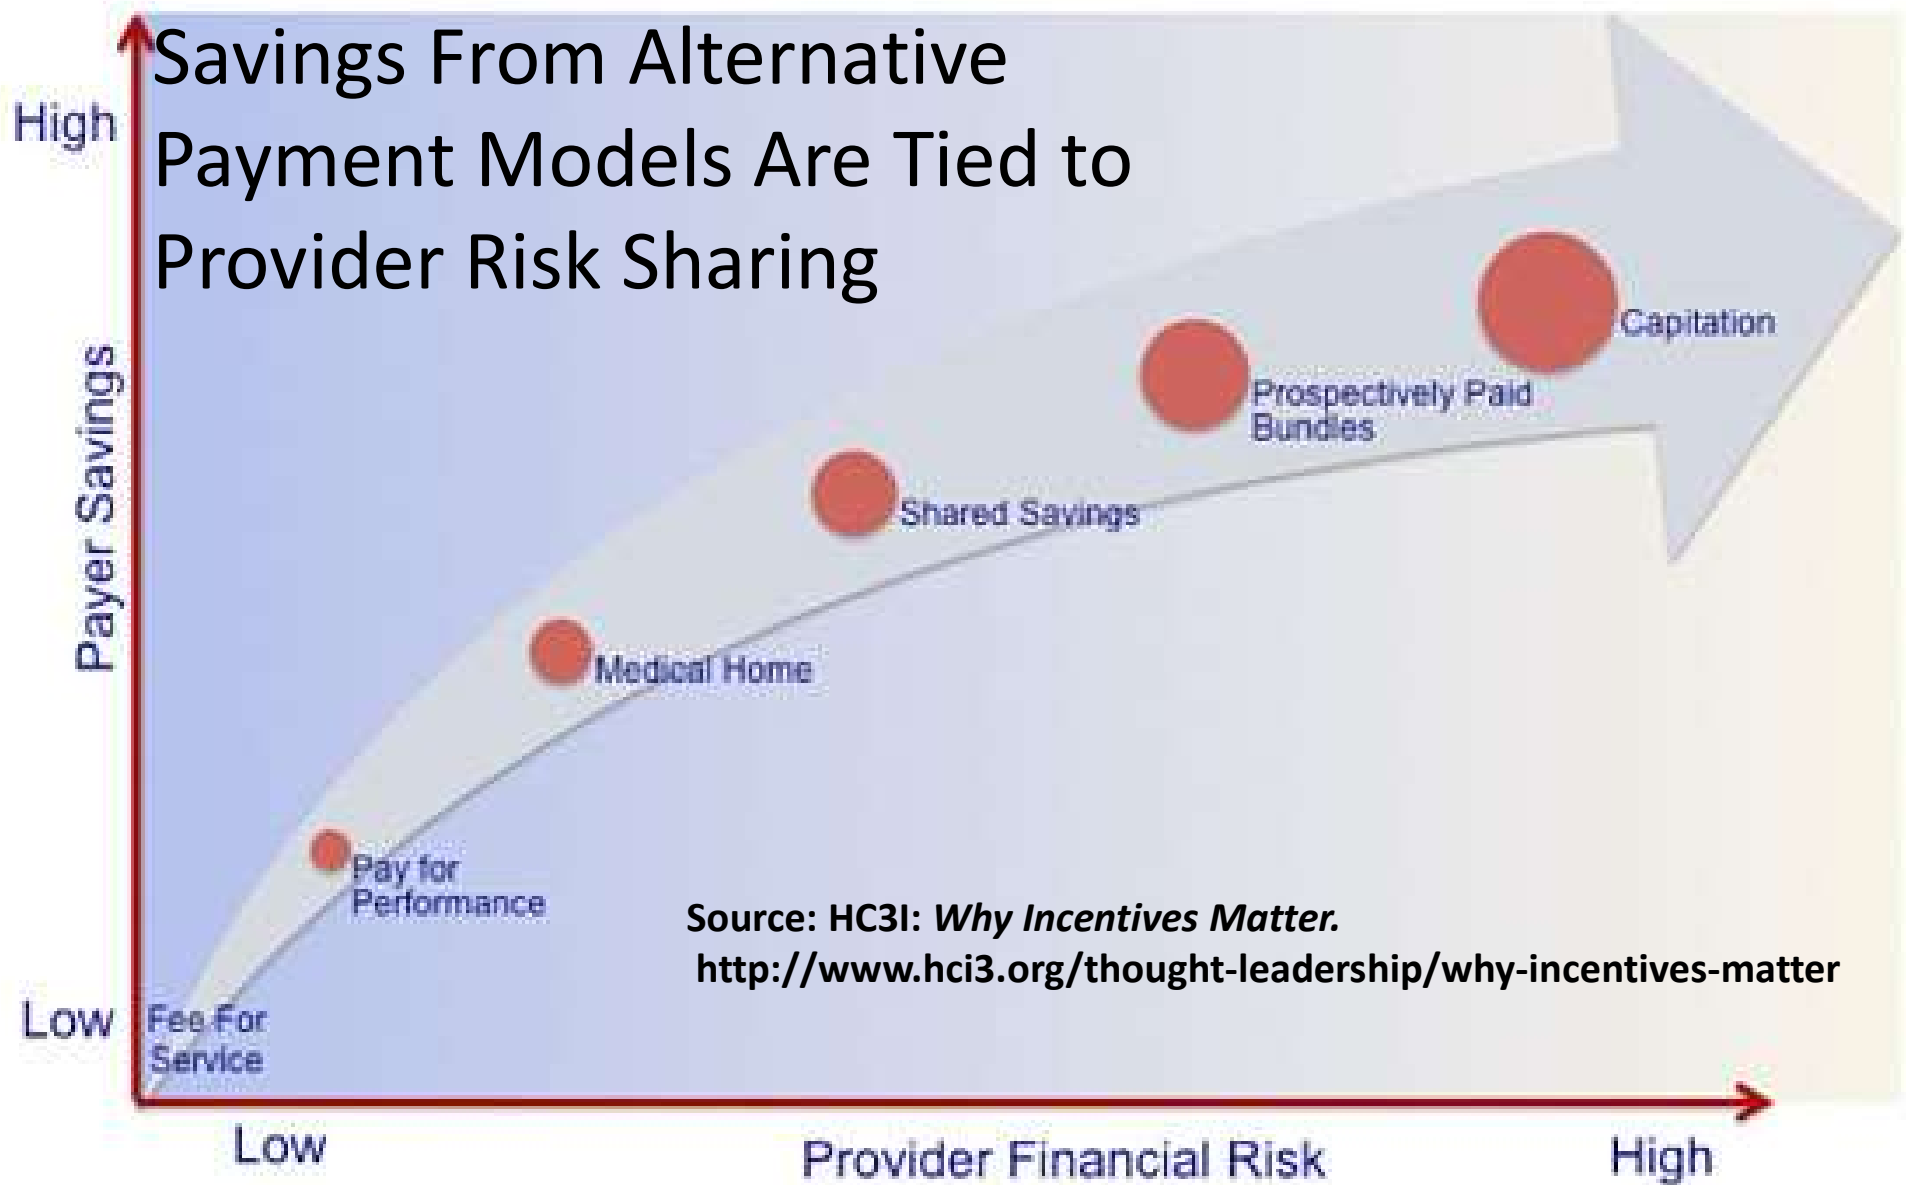 Savings From Alternative
Payment Models Are Tied to
Provider Risk Sharing
High
Payer Savings
Capitation
Prospectively Paid
Bundles
Shared Savings
Medical Home
Pay for
Performance
Source: HC3I: Why Incentives Matter.
http://www.hci3.org/thought-leadership/why-incentives-matter
Low
Fee For
Service
Low
Provider Financial Risk
High